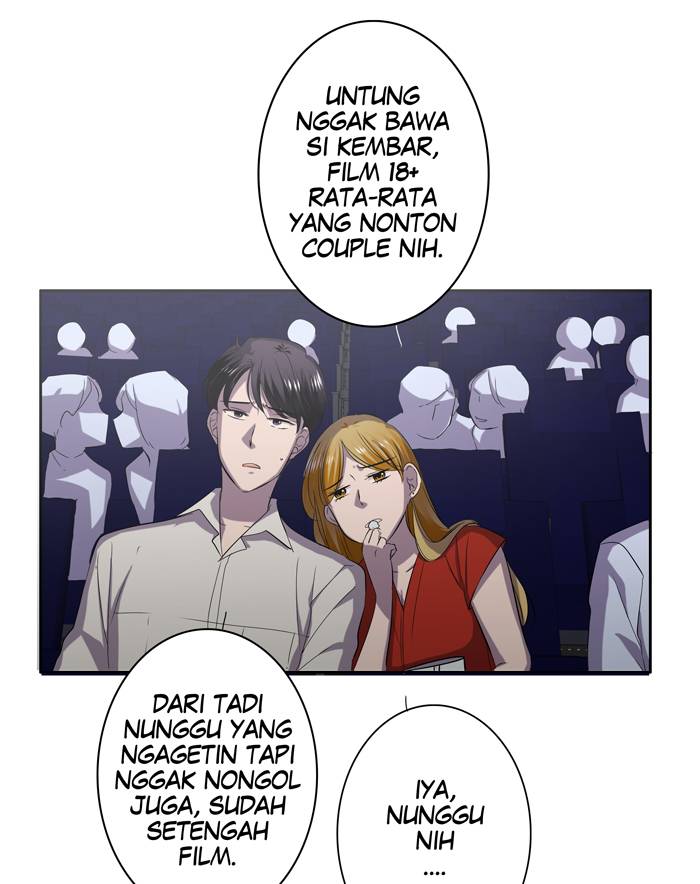 UNTUNG
NGGAK BAWA
SI KEMBAR,
FILM 18+
RATA-RATA
YANG NONTON
COUPLE NIH.
DARI TADI
NUNGGU YANG
NGAGETIN TAPI
NGGAK NONGOL
JUGA, SUDAH
SETENGAH
FILM.
IYA,
NUNGGU
NIH
....